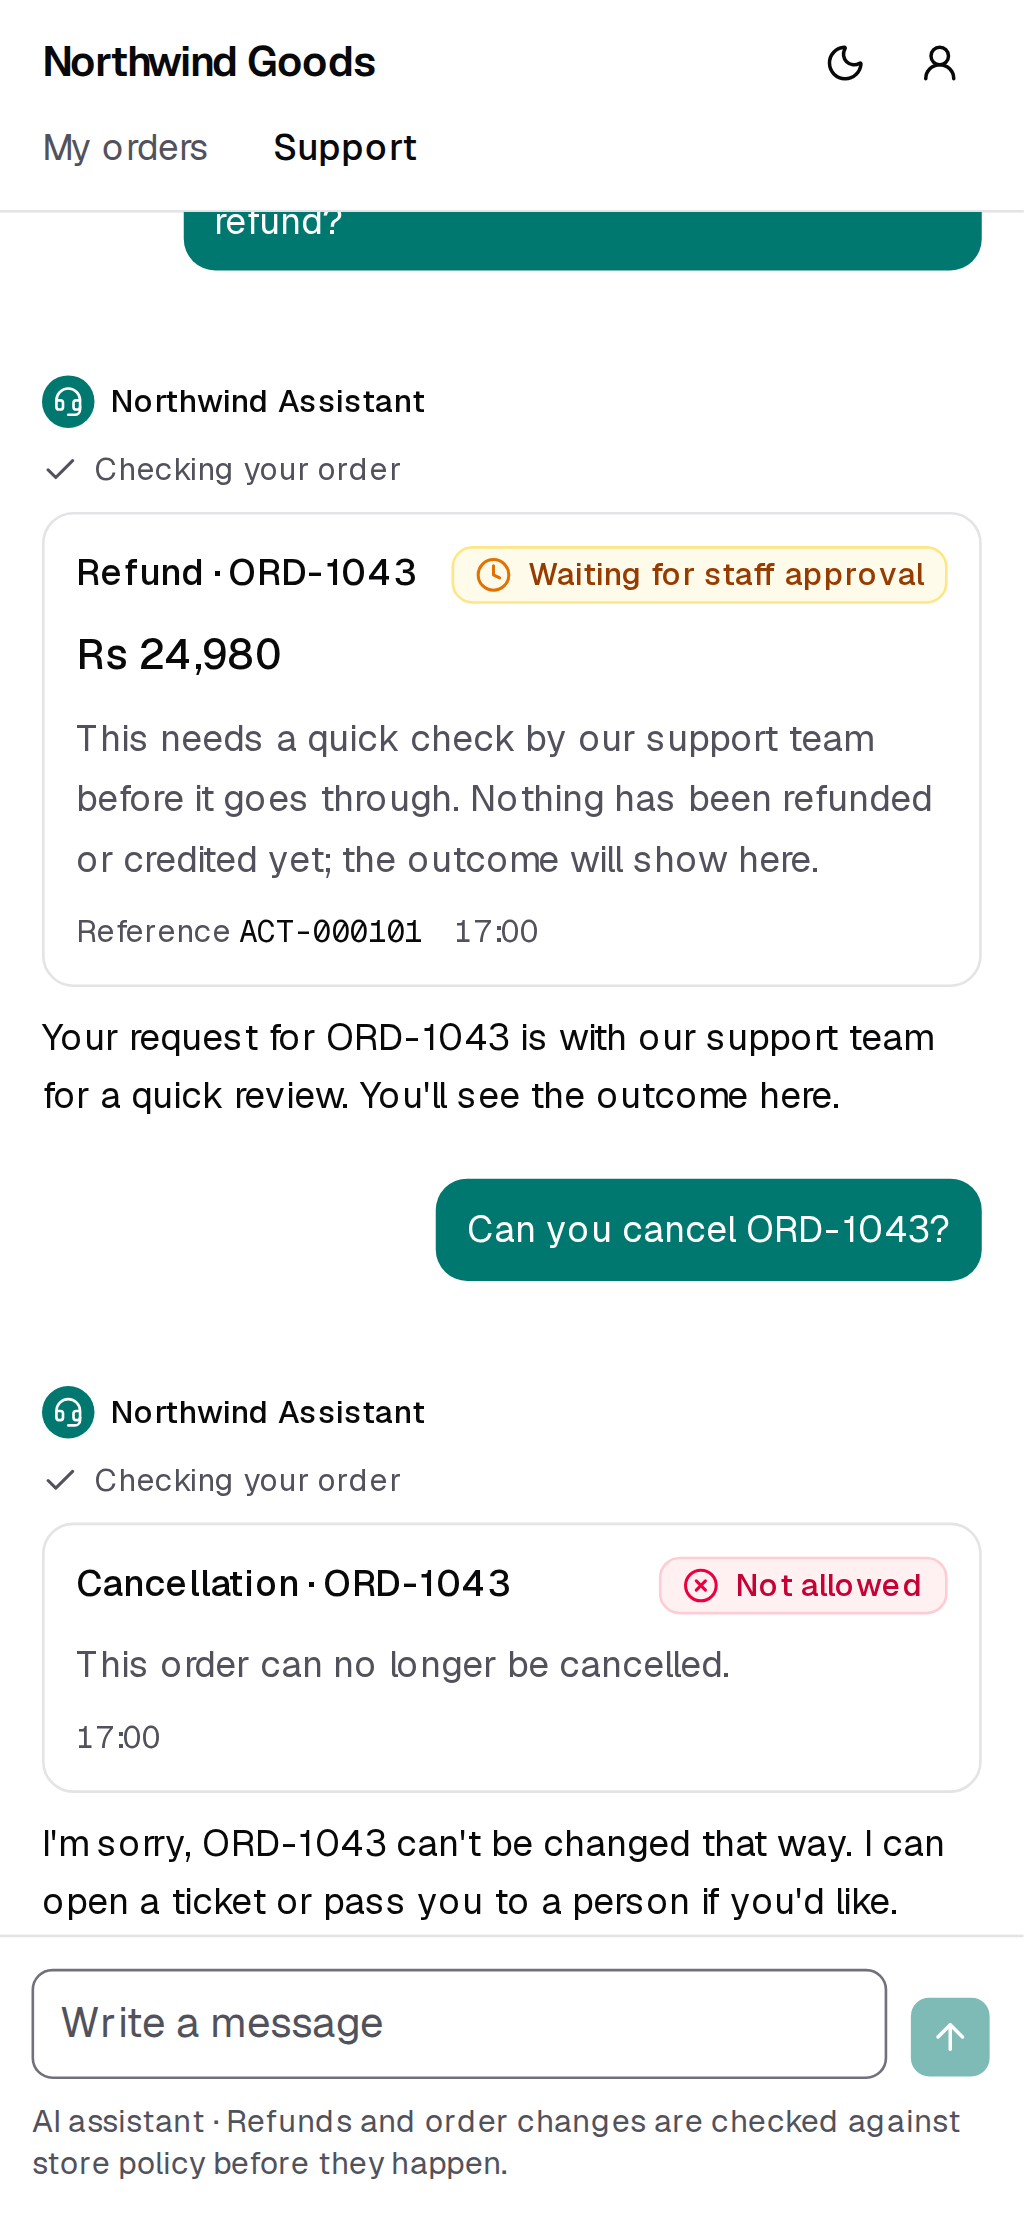 Northwind Goods
My orders Support
refund?
Northwind Assistant
Checking your order
Refund · ORD-1043 Waiting for staff approval
Rs 24,980
This needs a quick check by our support team
before it goes through. Nothing has been refunded
or credited yet; the outcome will show here.
Reference ACT-000101 17:00
Your request for ORD-1043 is with our support team
for a quick review. You'll see the outcome here.
Can you cancel ORD-1043?
Northwind Assistant
Checking your order
Cancellation · ORD-1043 Not allowed
This order can no longer be cancelled.
17:00
I'm sorry, ORD-1043 can't be changed that way. I can
open a ticket or pass you to a person if you'd like.
Write a message
AI assistant · Refunds and order changes are checked against
store policy before they happen.